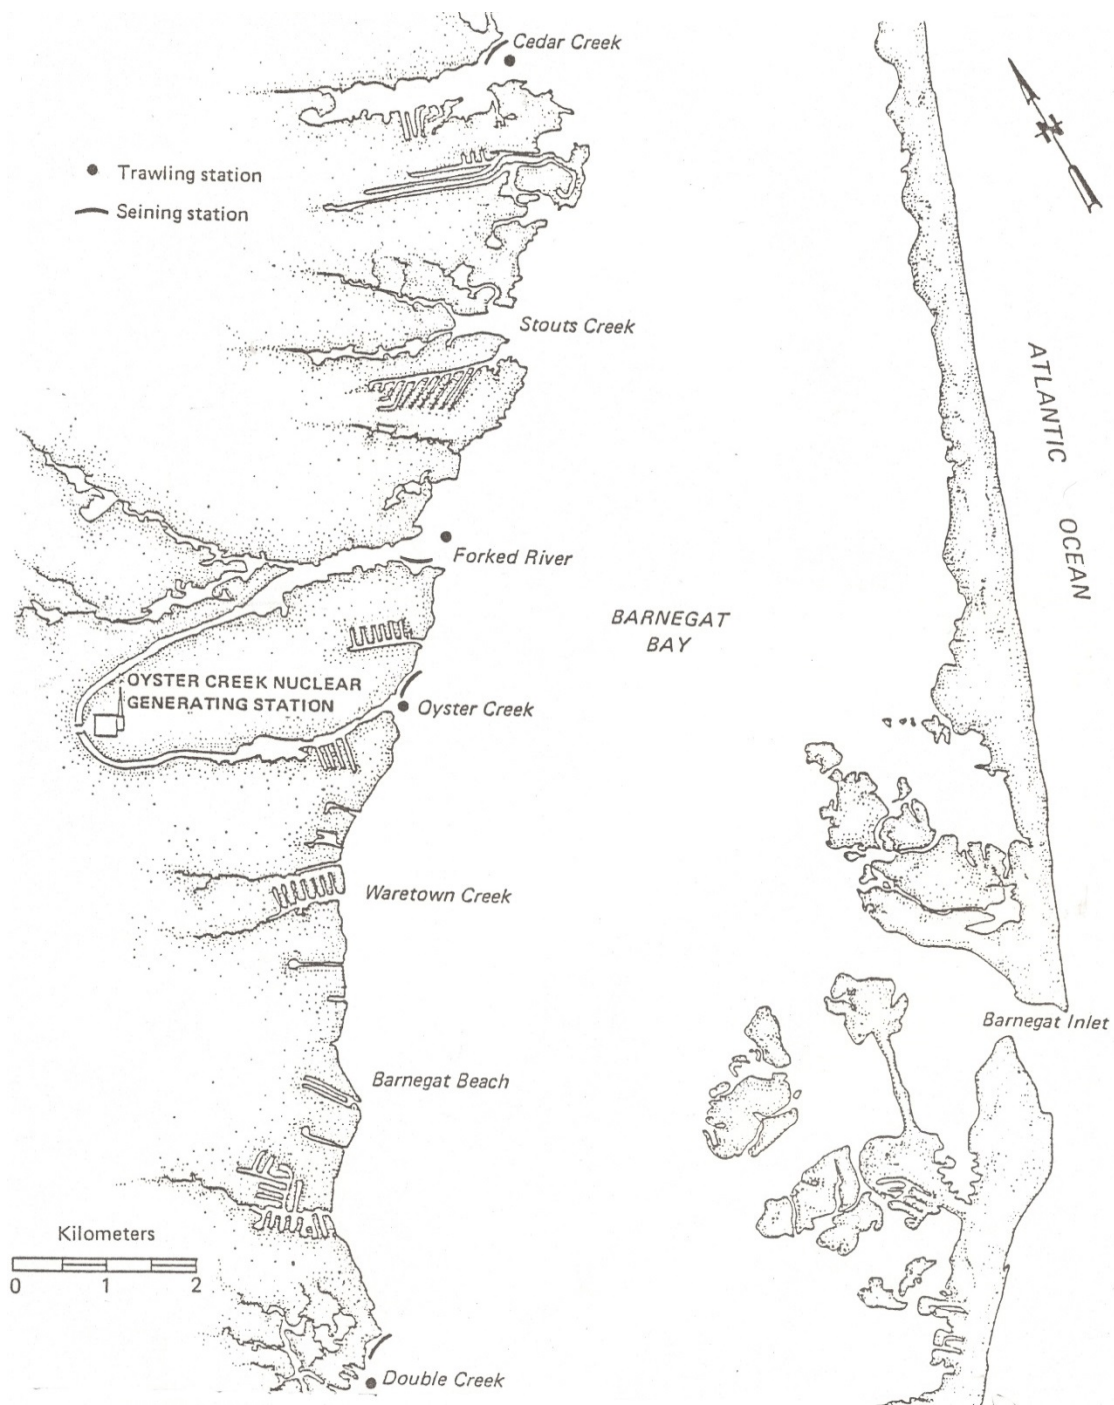 Cedar Creek
Trawling station
Seining station
Stouts Creek
ATLANTIC
OCEAN
Forked River
BARNEGAT
BAY
OYSTER CREEK NUCLEAR
GENERATING STATION
Oyster Creek
Waretown Creek
Barnegat Inlet
Barnegat Beach
Kilometers
0 1 2
Double Creek